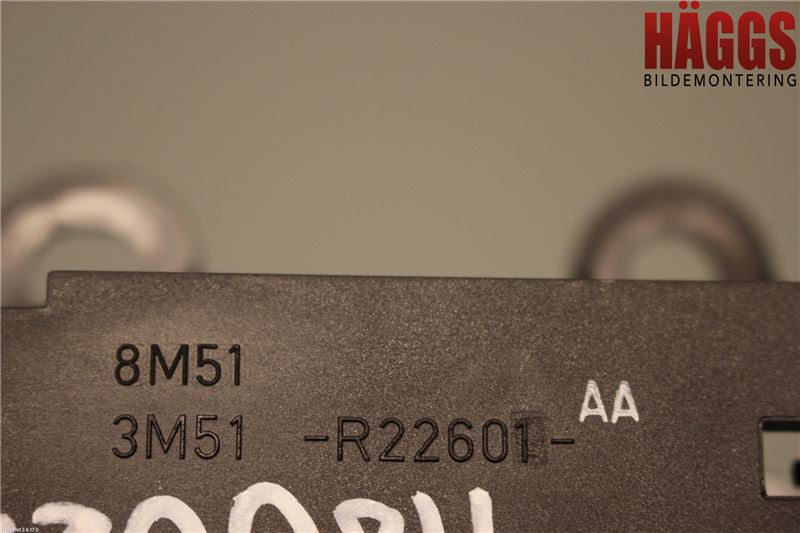 HÄGGS
BILDEMONTERING
8M51
3M51 -R22601- AA